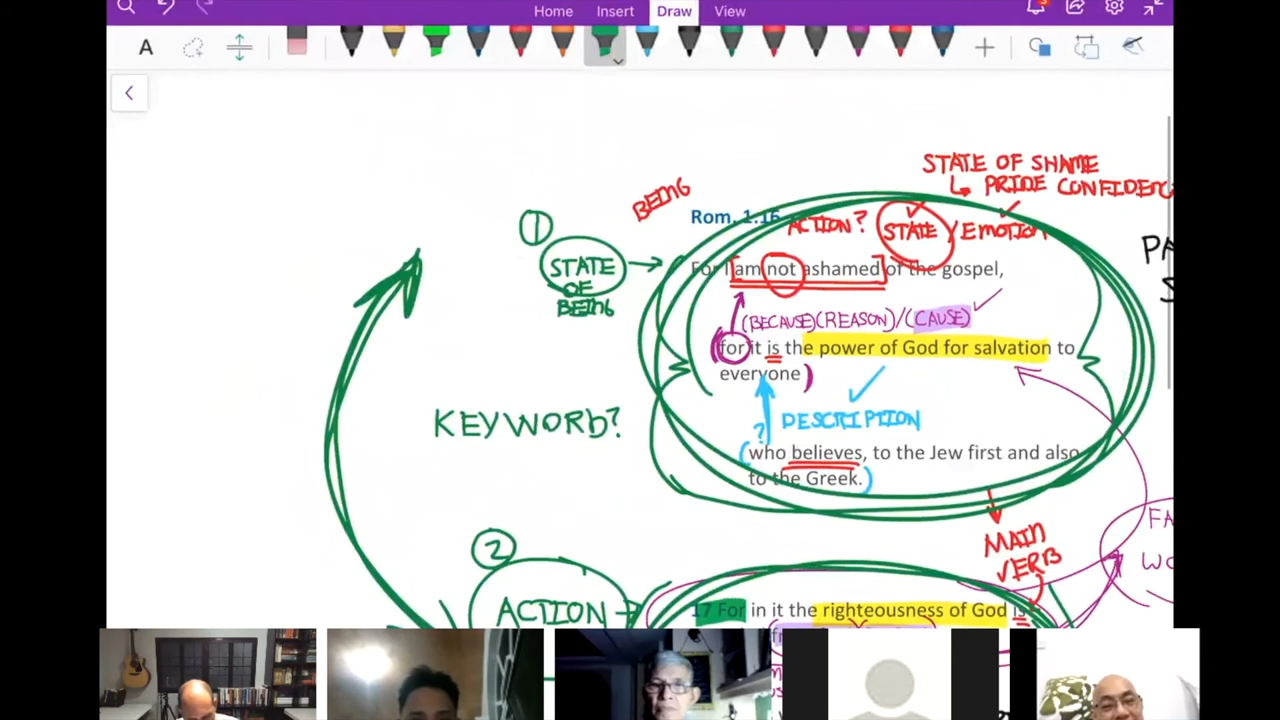 Home Insert Draw View
A
STATE OF SHAME
↳ PRIDE CONFIDENC
BEING
Rom. 1:16
ACTION? STATE / EMOTION
①
STATE
OF
BEING
For I am not ashamed of the gospel,
(BECAUSE)(REASON)/(CAUSE)
for it is the power of God for salvation to
everyone)
KEYWORD?
DESCRIPTION
?
(who believes, to the Jew first and also
to the Greek.)
MAIN
VERB
②
ACTION
17 For in it the righteousness of God is